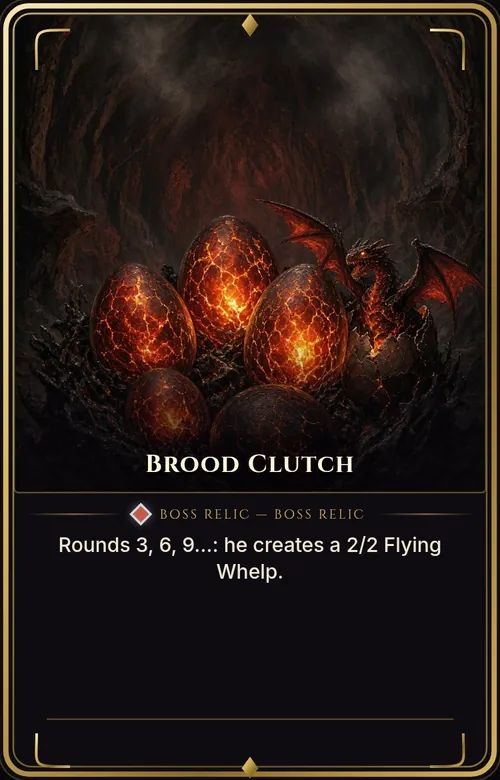 Brood Clutch
BOSS RELIC — BOSS RELIC
Rounds 3, 6, 9...: he creates a 2/2 Flying
Whelp.